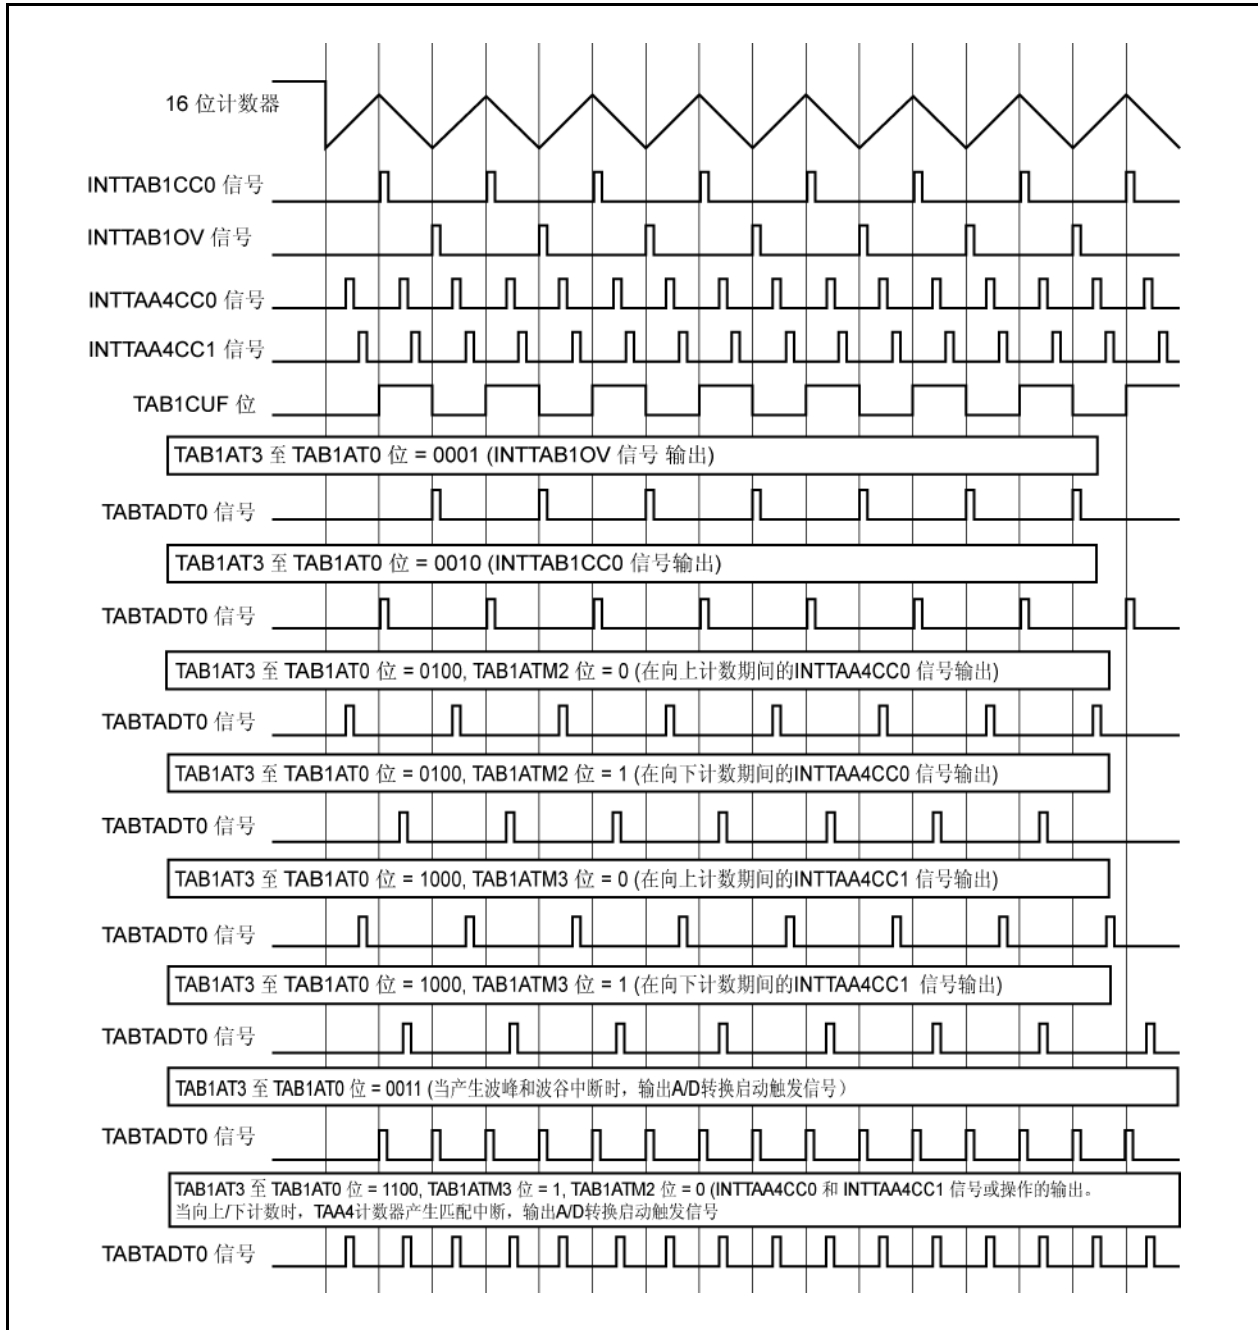 16 位计数器
INTTAB1CC0 信号
INTTAB1OV 信号
INTTAA4CC0 信号
INTTAA4CC1 信号
TAB1CUF 位
TAB1AT3 至 TAB1AT0 位 = 0001 (INTTAB1OV 信号 输出)
TABTADT0 信号
TAB1AT3 至 TAB1AT0 位 = 0010 (INTTAB1CC0 信号输出)
TABTADT0 信号
TAB1AT3 至 TAB1AT0 位 = 0100, TAB1ATM2 位 = 0 (在向上计数期间的INTTAA4CC0 信号输出)
TABTADT0 信号
TAB1AT3 至 TAB1AT0 位 = 0100, TAB1ATM2 位 = 1 (在向下计数期间的INTTAA4CC0 信号输出)
TABTADT0 信号
TAB1AT3 至 TAB1AT0 位 = 1000, TAB1ATM3 位 = 0 (在向上计数期间的INTTAA4CC1 信号输出)
TABTADT0 信号
TAB1AT3 至 TAB1AT0 位 = 1000, TAB1ATM3 位 = 1 (在向下计数期间的INTTAA4CC1 信号输出)
TABTADT0 信号
TAB1AT3 至 TAB1AT0 位 = 0011 (当产生波峰和波谷中断时，输出A/D转换启动触发信号）
TABTADT0 信号
TAB1AT3 至 TAB1AT0 位 = 1100, TAB1ATM3 位 = 1, TAB1ATM2 位 = 0 (INTTAA4CC0 和 INTTAA4CC1 信号或操作的输出。
当向上/下计数时，TAA4计数器产生匹配中断，输出A/D转换启动触发信号
TABTADT0 信号